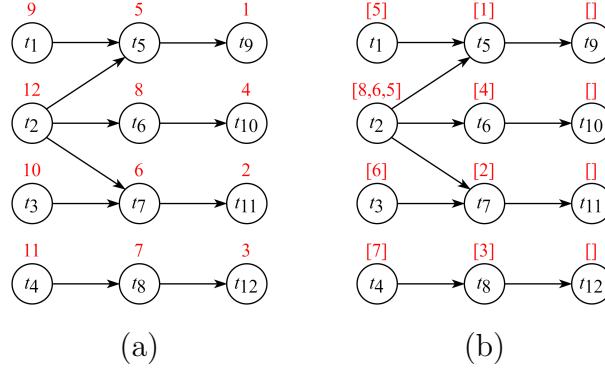 9 5 1 [5] [1] []
t1 t5 t9 t1 t5 t9
12 8 4 [8,6,5] [4] []
t2 t6 t10 t2 t6 t10
10 6 2 [6] [2] []
t3 t7 t11 t3 t7 t11
11 7 3 [7] [3] []
t4 t8 t12 t4 t8 t12
(a) (b)